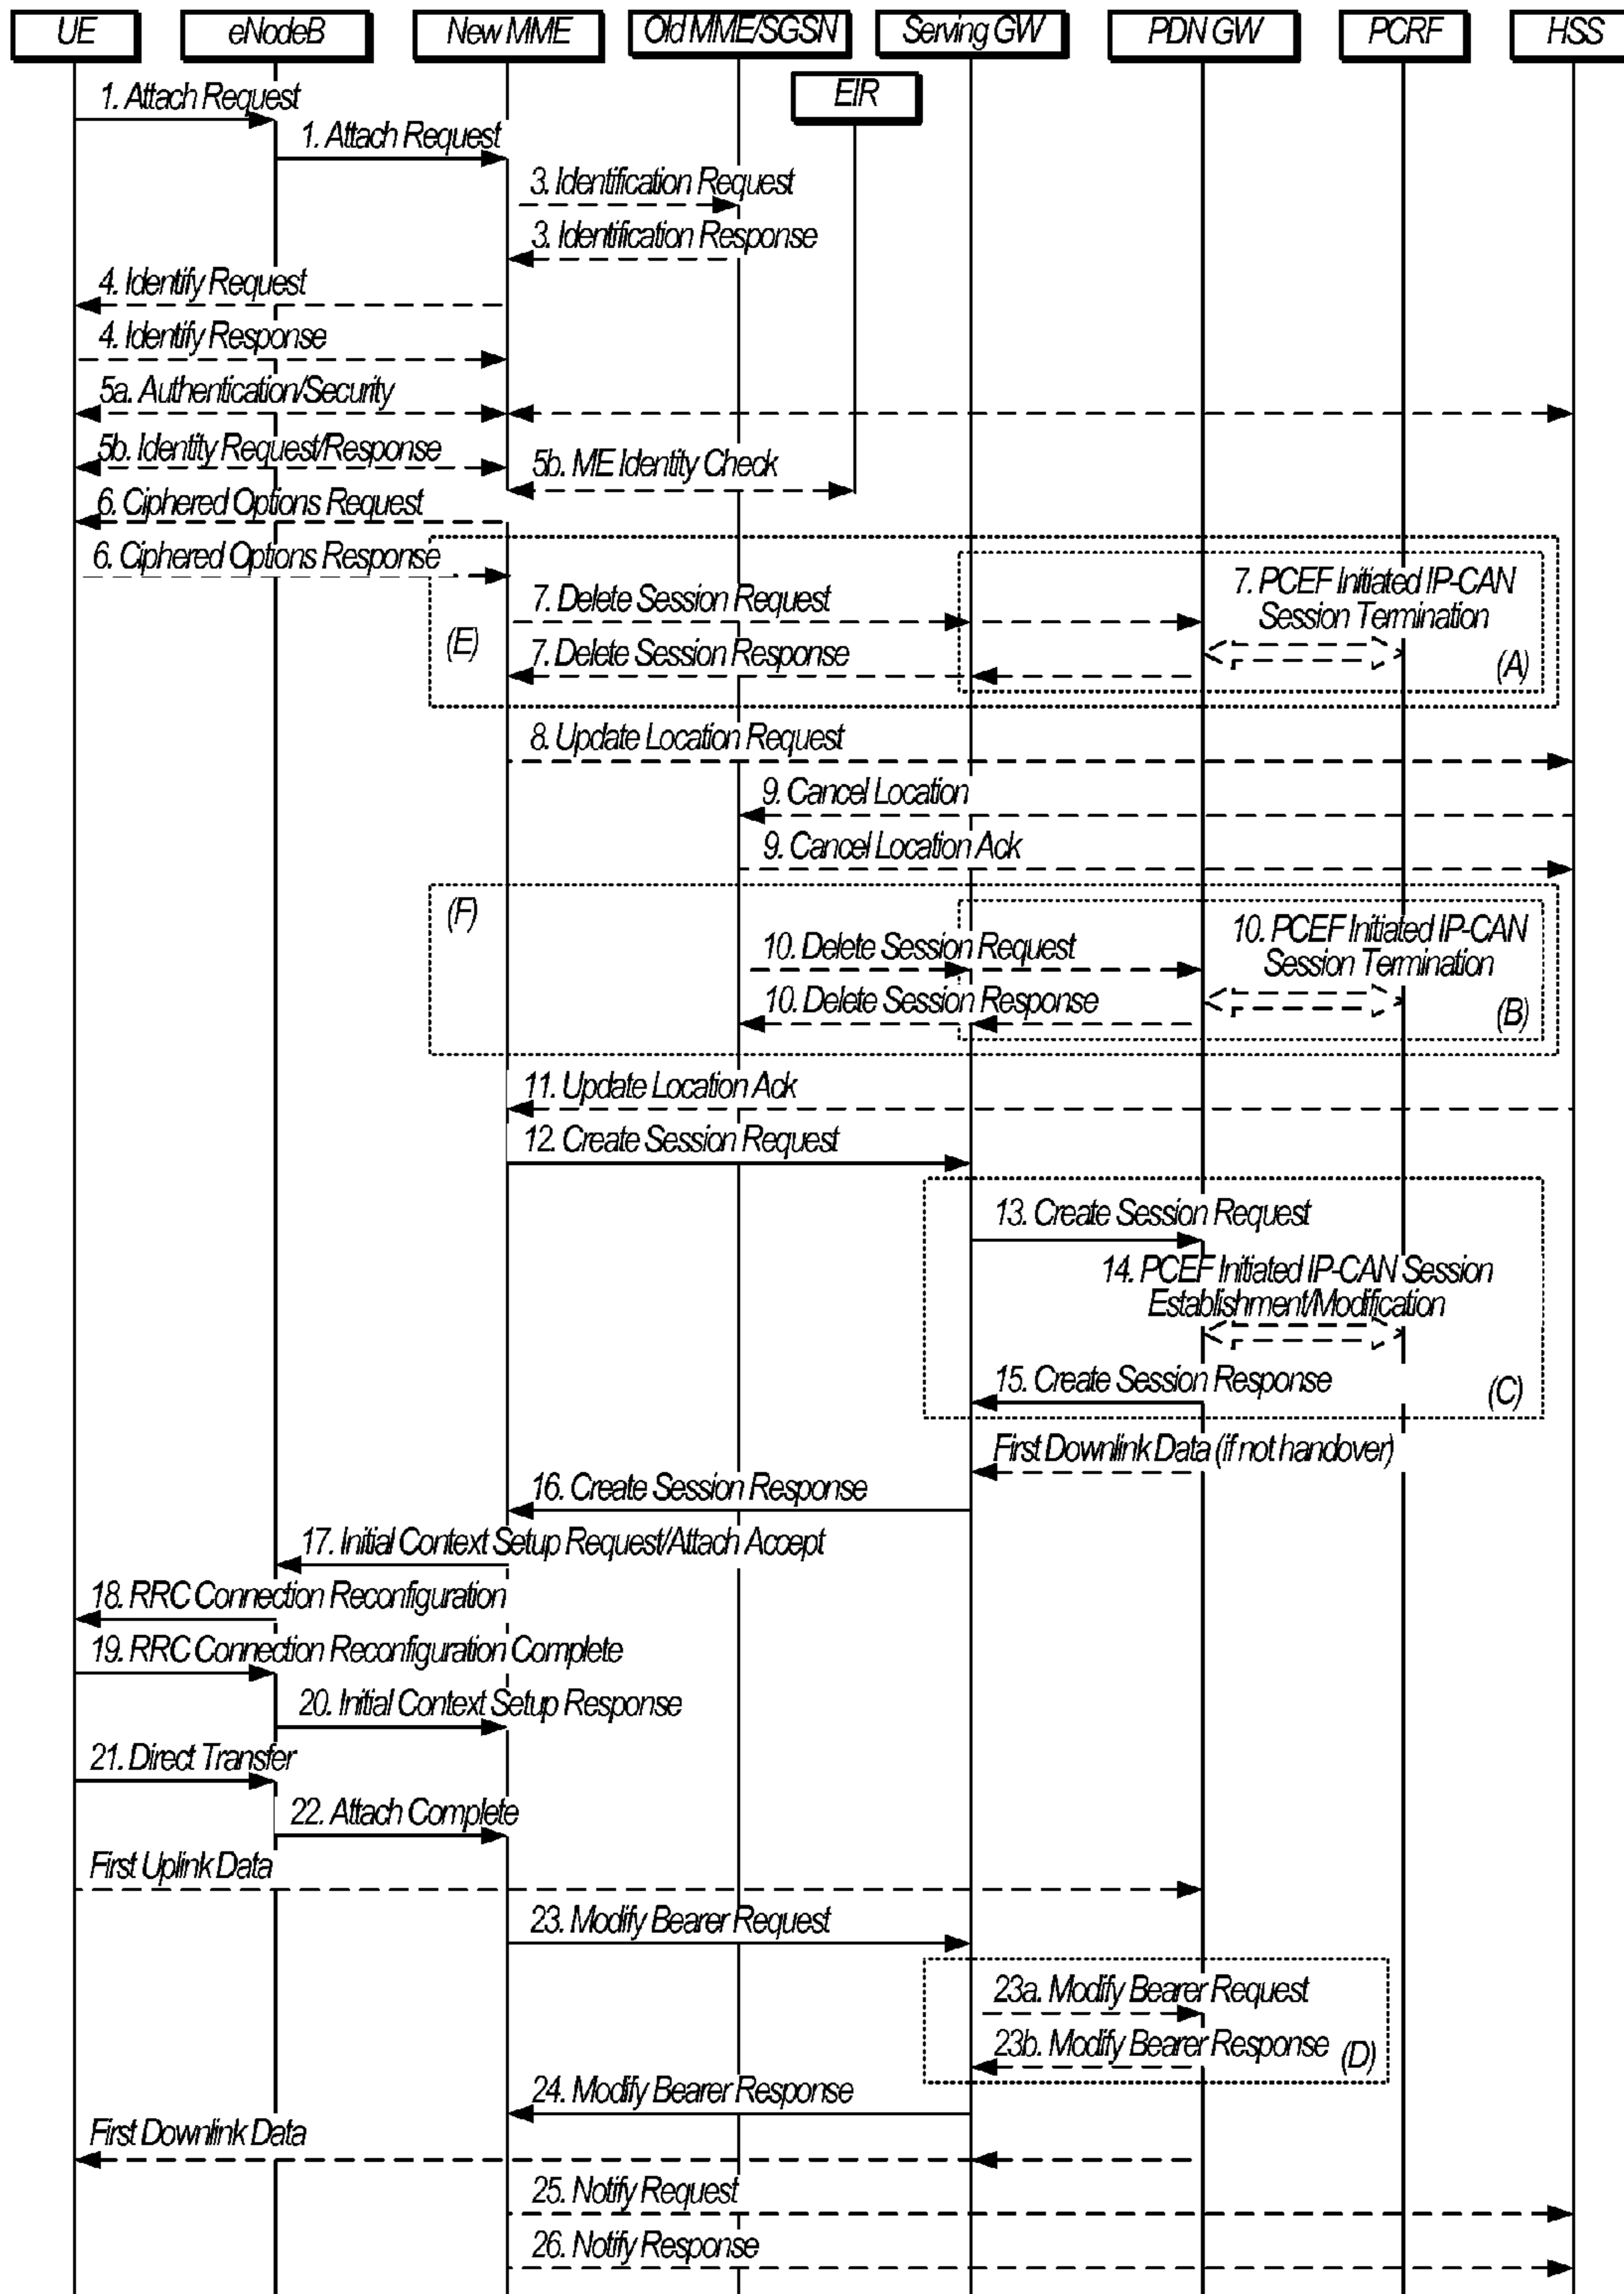 UE
eNodeB
New MME
Old MME/SGSN
Serving GW
PDN GW
PCRF
HSS
EIR
1. Attach Request
1. Attach Request
3. Identification Request
3. Identification Response
4. Identify Request
4. Identify Response
5a. Authentication/Security
5b. Identity Request/Response
5b. ME Identity Check
6. Ciphered Options Request
6. Ciphered Options Response
7. PCEF Initiated IP-CAN
Session Termination
7. Delete Session Request
(E)
7. Delete Session Response
(A)
8. Update Location Request
9. Cancel Location
9. Cancel Location Ack
(F)
10. PCEF Initiated IP-CAN
Session Termination
10. Delete Session Request
10. Delete Session Response
(B)
11. Update Location Ack
12. Create Session Request
13. Create Session Request
14. PCEF Initiated IP-CAN Session
Establishment/Modification
15. Create Session Response
(C)
First Downlink Data (if not handover)
16. Create Session Response
17. Initial Context Setup Request/Attach Accept
18. RRC Connection Reconfiguration
19. RRC Connection Reconfiguration Complete
20. Initial Context Setup Response
21. Direct Transfer
22. Attach Complete
First Uplink Data
23. Modify Bearer Request
23a. Modify Bearer Request
23b. Modify Bearer Response
(D)
24. Modify Bearer Response
First Downlink Data
25. Notify Request
26. Notify Response